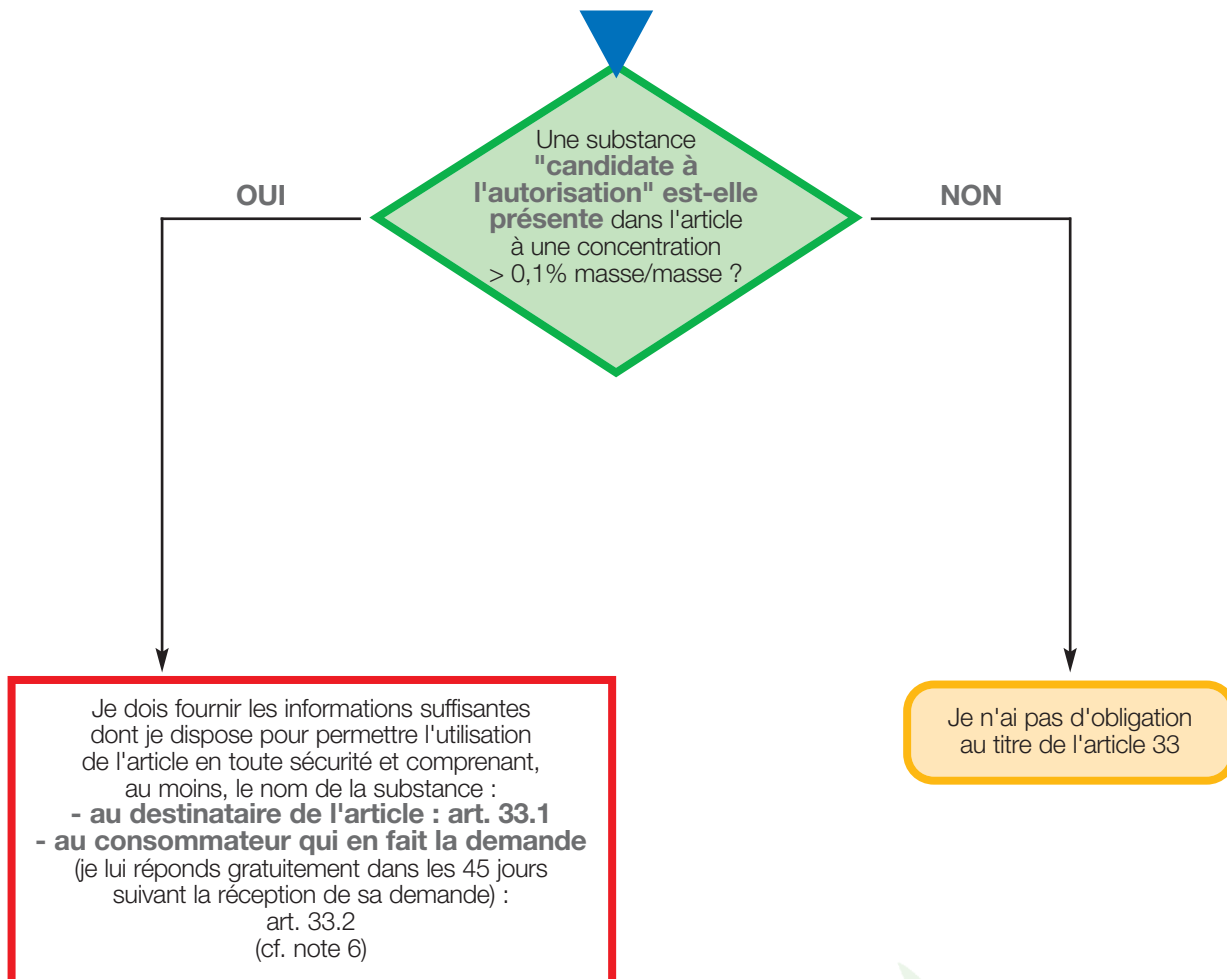 Une substance
"candidate à
l'autorisation" est-elle
présente dans l'article
à une concentration
> 0,1% masse/masse ?
OUI
NON
Je dois fournir les informations suffisantes
dont je dispose pour permettre l'utilisation
de l'article en toute sécurité et comprenant,
au moins, le nom de la substance :
- au destinataire de l'article : art. 33.1
- au consommateur qui en fait la demande
(je lui réponds gratuitement dans les 45 jours
suivant la réception de sa demande) :
art. 33.2
(cf. note 6)
Je n'ai pas d'obligation
au titre de l'article 33